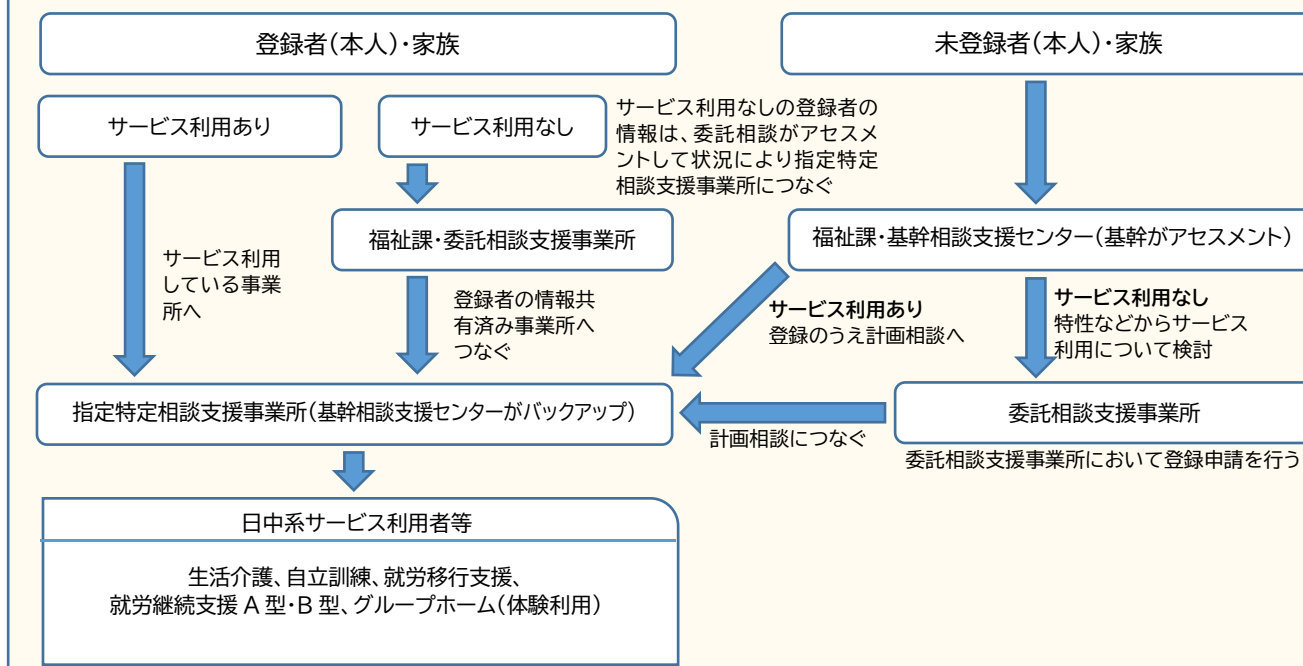 登録者(本人)・家族
未登録者(本人)・家族
サービス利用あり
サービス利用なし
サービス利用なしの登録者の
情報は、委託相談がアセスメ
ントして状況により指定特定
相談支援事業所につなぐ
福祉課・委託相談支援事業所
福祉課・基幹相談支援センター(基幹がアセスメント)
サービス利用
している事業
所へ
登録者の情報共
有済み事業所へ
つなぐ
サービス利用あり
登録のうえ計画相談へ
サービス利用なし
特性などからサービス
利用について検討
指定特定相談支援事業所(基幹相談支援センターがバックアップ)
委託相談支援事業所
計画相談につなぐ
委託相談支援事業所において登録申請を行う
日中系サービス利用者等
生活介護、自立訓練、就労移行支援、
就労継続支援 A 型・B 型、グループホーム(体験利用)